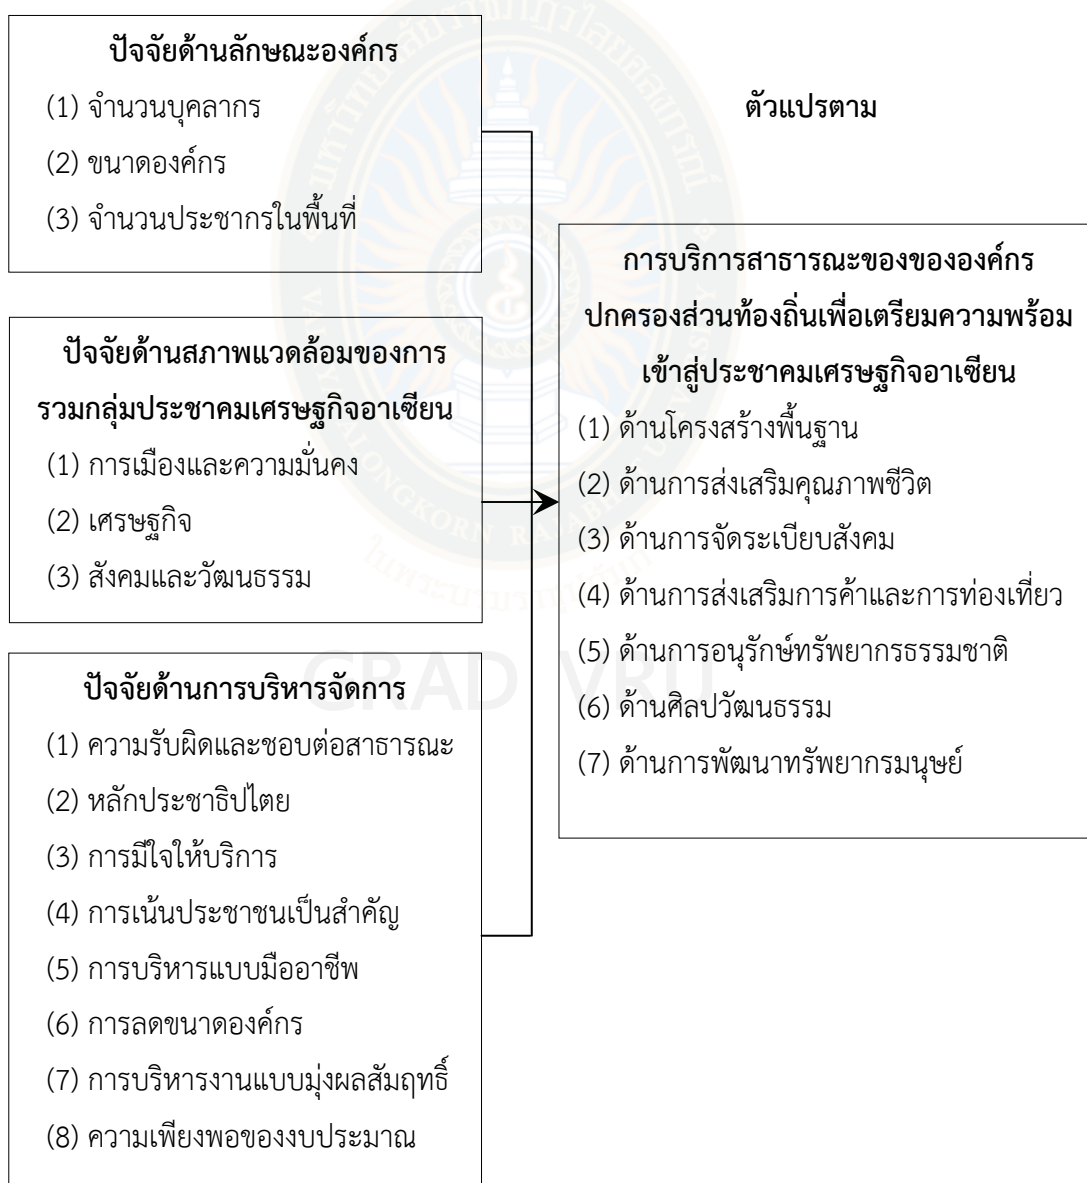 ปัจจัยด้านลักษณะองค์กร
(1) จำนวนบุคลากร
(2) ขนาดองค์กร
(3) จำนวนประชากรในพื้นที่
ปัจจัยด้านสภาพแวดล้อมของการ
รวมกลุ่มประชาคมเศรษฐกิจอาเซียน
(1) การเมืองและความมั่นคง
(2) เศรษฐกิจ
(3) สังคมและวัฒนธรรม
ปัจจัยด้านการบริหารจัดการ
(1) ความรับผิดและชอบต่อสาธารณะ
(2) หลักประชาธิปไตย
(3) การมีใจให้บริการ
(4) การเน้นประชาชนเป็นสำคัญ
(5) การบริหารแบบมืออาชีพ
(6) การลดขนาดองค์กร
(7) การบริหารงานแบบมุ่งผลสัมฤทธิ์
(8) ความเพียงพอของงบประมาณ
ตัวแปรตาม
การบริการสาธารณะของขององค์กร
ปกครองส่วนท้องถิ่นเพื่อเตรียมความพร้อม
เข้าสู่ประชาคมเศรษฐกิจอาเซียน
(1) ด้านโครงสร้างพื้นฐาน
(2) ด้านการส่งเสริมคุณภาพชีวิต
(3) ด้านการจัดระเบียบสังคม
(4) ด้านการส่งเสริมการค้าและการท่องเที่ยว
(5) ด้านการอนุรักษ์ทรัพยากรธรรมชาติ
(6) ด้านศิลปวัฒนธรรม
(7) ด้านการพัฒนาทรัพยากรมนุษย์
GRAD VRU